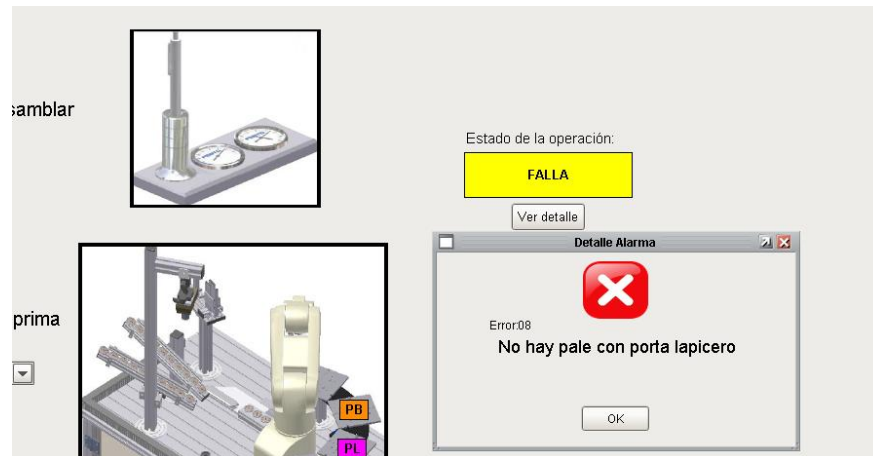 samblar
Estado de la operación:
FALLA
Ver detalle
Detalle Alarma
Error:08
No hay pale con porta lapicero
OK
prima
PB
PL